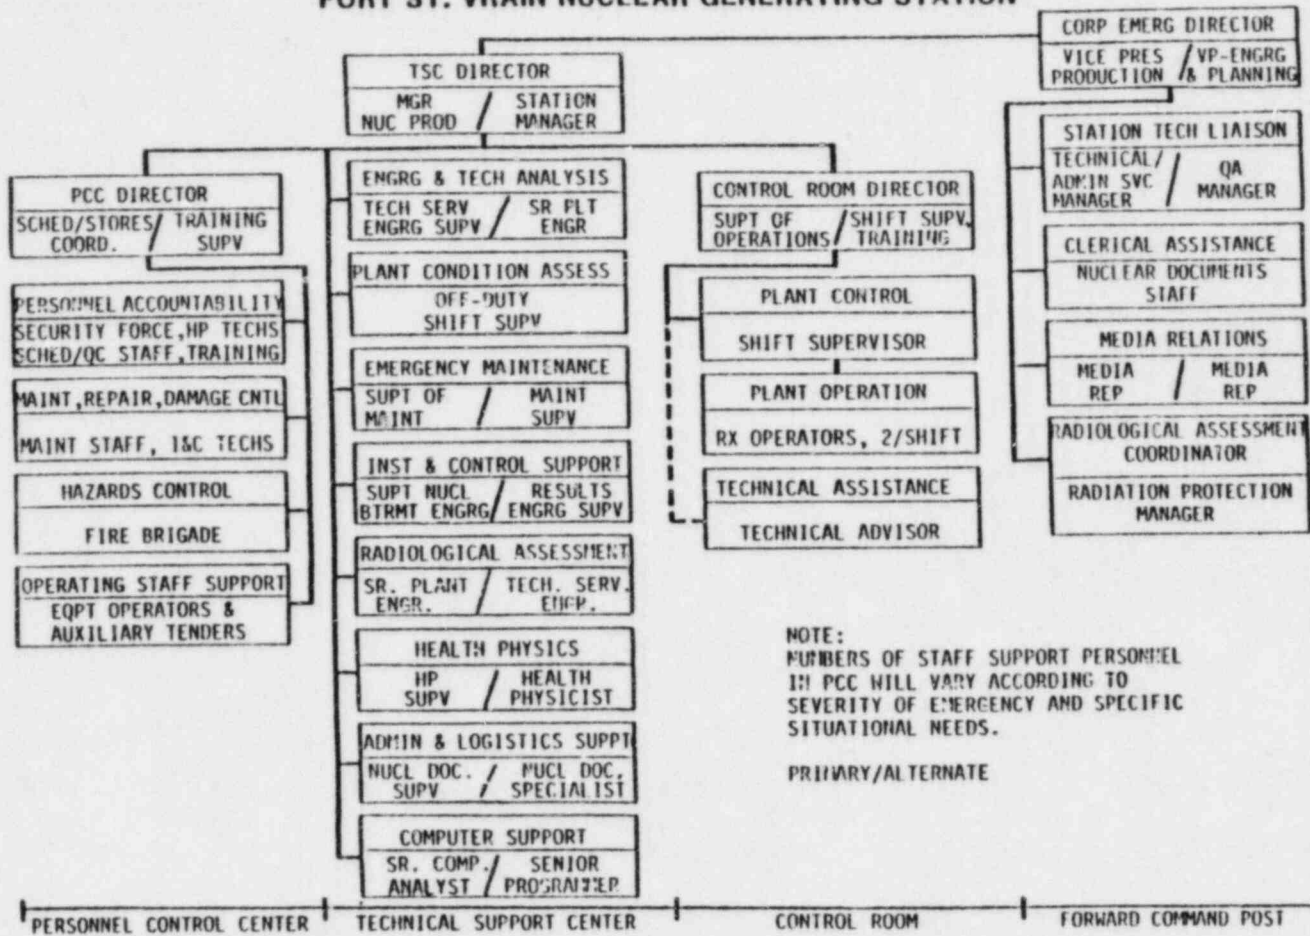 FORT ST. VRAIN NUCLEAR GENERATING STATION
CORP EMERG DIRECTOR
VICE PRES / VP-ENGRG
PRODUCTION & PLANNING
TSC DIRECTOR
MGR / STATION
NUC PROD MANAGER
STATION TECH LIAISON
TECHNICAL/
ADMIN SVC / QA
MANAGER MANAGER
CLERICAL ASSISTANCE
NUCLEAR DOCUMENTS
STAFF
MEDIA RELATIONS
MEDIA / MEDIA
REP REP
RADIOLOGICAL ASSESSMENT
COORDINATOR
RADIATION PROTECTION
MANAGER
PCC DIRECTOR
SCHED/STORES / TRAINING
COORD. SUPV
PERSONNEL ACCOUNTABILITY
SECURITY FORCE, HP TECHS
SCHED/QC STAFF, TRAINING
MAINT, REPAIR, DAMAGE CNTL
MAINT STAFF, I&C TECHS
HAZARDS CONTROL
FIRE BRIGADE
OPERATING STAFF SUPPORT
EQPT OPERATORS &
AUXILIARY TENDERS
ENGRG & TECH ANALYSIS
TECH SERV / SR PLT
ENGRG SUPV ENGR
PLANT CONDITION ASSESS
OFF-DUTY
SHIFT SUPV
EMERGENCY MAINTENANCE
SUPT OF / MAINT
MAINT SUPV
INST & CONTROL SUPPORT
SUPT NUCL / RESULTS
BTRMT ENGRG ENGRG SUPV
RADIOLOGICAL ASSESSMENT
SR. PLANT / TECH. SERV.
ENGR. ENGR.
HEALTH PHYSICS
HP / HEALTH
SUPV PHYSICIST
ADMIN & LOGISTICS SUPPT
NUCL DOC. / NUCL DOC.
SUPV SPECIALIST
COMPUTER SUPPORT
SR. COMP. / SENIOR
ANALYST PROGRAMMER
CONTROL ROOM DIRECTOR
SUPT OF / SHIFT SUPV.
OPERATIONS TRAINING
PLANT CONTROL
SHIFT SUPERVISOR
PLANT OPERATION
RX OPERATORS, 2/SHIFT
TECHNICAL ASSISTANCE
TECHNICAL ADVISOR
NOTE:
NUMBERS OF STAFF SUPPORT PERSONNEL
IN PCC WILL VARY ACCORDING TO
SEVERITY OF EMERGENCY AND SPECIFIC
SITUATIONAL NEEDS.
PRIMARY/ALTERNATE
PERSONNEL CONTROL CENTER
TECHNICAL SUPPORT CENTER
CONTROL ROOM
FORWARD COMMAND POST